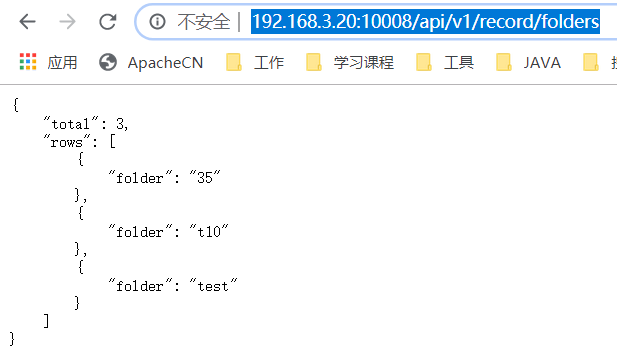 不安全 | 192.168.3.20:10008/api/v1/record/folders
应用 ApacheCN 工作 学习课程 工具 JAVA
{
"total": 3,
"rows": [
{
"folder": "35"
},
{
"folder": "t10"
},
{
"folder": "test"
}
]
}